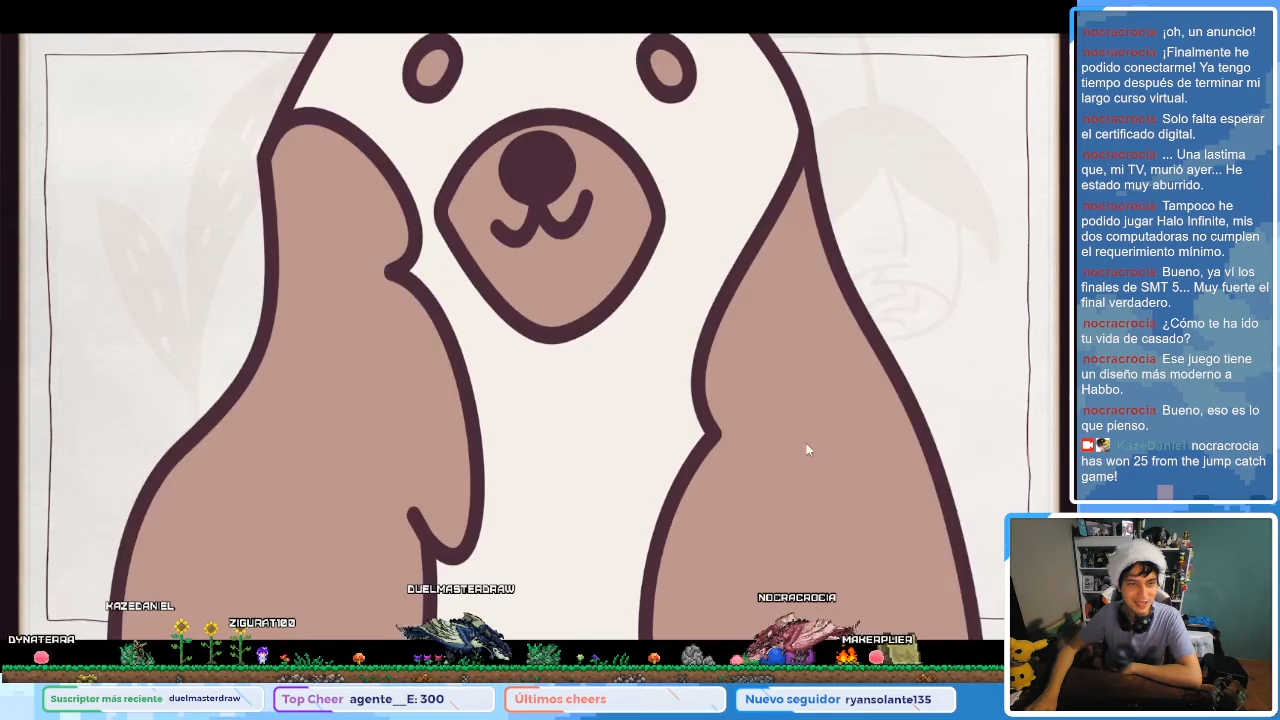 nocracrocia ¡oh, un anuncio!
nocracrocia ¡Finalmente he
podido conectarme! Ya tengo
tiempo después de terminar mi
largo curso virtual.
nocracrocia Solo falta esperar
el certificado digital.
nocracrocia ... Una lastima
que, mi TV, murió ayer... He
estado muy aburrido.
nocracrocia Tampoco he
podido jugar Halo Infinite, mis
dos computadoras no cumplen
el requerimiento mínimo.
nocracrocia Bueno, ya ví los
finales de SMT 5... Muy fuerte el
final verdadero.
nocracrocia ¿Cómo te ha ido
tu vida de casado?
nocracrocia Ese juego tiene
un diseño más moderno a
Habbo.
nocracrocia Bueno, eso es lo
que pienso.
KazeDaniel nocracrocia
has won 25 from the jump catch
game!
DYNATERRA
KAZEDANIEL
ZIGURAT100
DUELMASTERDRAW
NOCRACROCIA
MAKERPLIER
Suscriptor más reciente duelmasterdraw
Top Cheer agente__E: 300
Últimos cheers
Nuevo seguidor ryansolante135